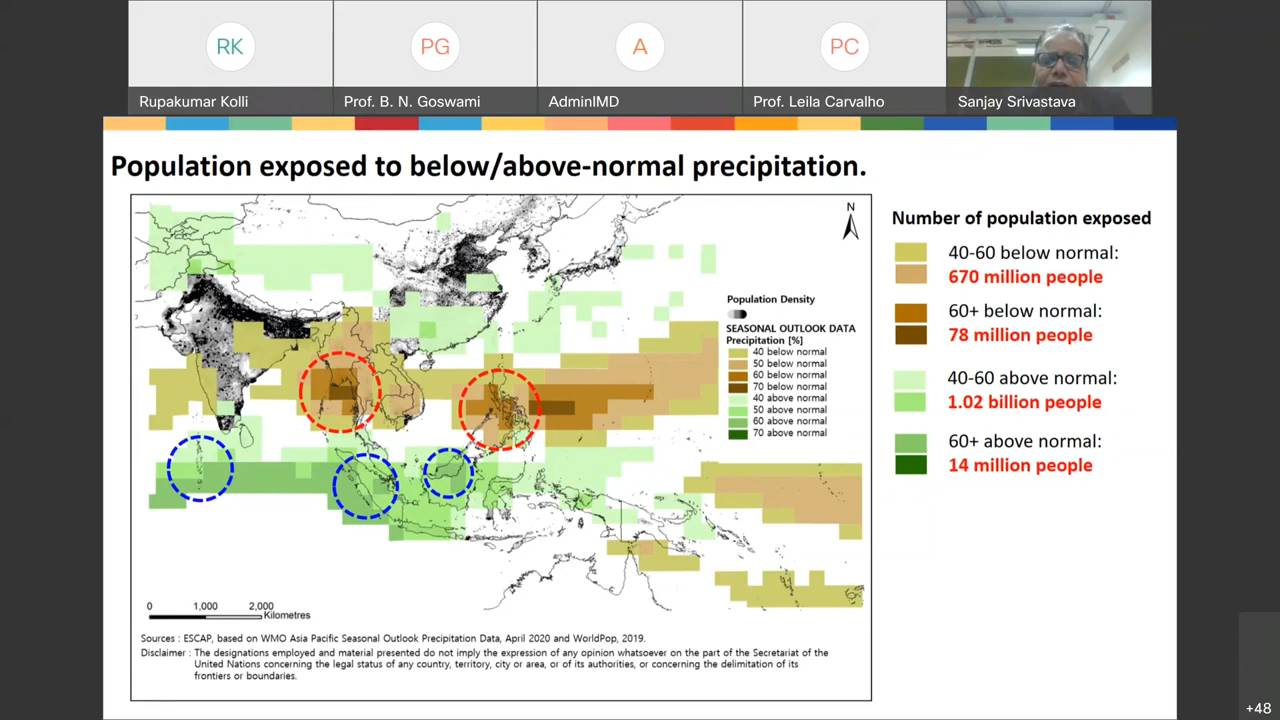 RK
PG
A
PC
Rupakumar Kolli
Prof. B. N. Goswami
AdminIMD
Prof. Leila Carvalho
Sanjay Srivastava
Population exposed to below/above-normal precipitation.
N
Population Density
SEASONAL OUTLOOK DATA
Precipitation [%]
40 below normal
50 below normal
60 below normal
70 below normal
40 above normal
50 above normal
60 above normal
70 above normal
0 1,000 2,000
Kilometres
Sources : ESCAP, based on WMO Asia Pacific Seasonal Outlook Precipitation Data, April 2020 and WorldPop, 2019.
Disclaimer : The designations employed and material presented do not imply the expression of any opinion whatsoever on the part of the Secretariat of the
United Nations concerning the legal status of any country, territory, city or area, or of its authorities, or concerning the delimitation of its
frontiers or boundaries.
Number of population exposed
40-60 below normal:
670 million people
60+ below normal:
78 million people
40-60 above normal:
1.02 billion people
60+ above normal:
14 million people
+48